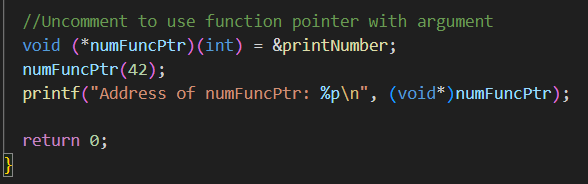 //Uncomment to use function pointer with argument
void (*numFuncPtr)(int) = &printNumber;
numFuncPtr(42);
printf("Address of numFuncPtr: %p\n", (void*)numFuncPtr);
return 0;
}